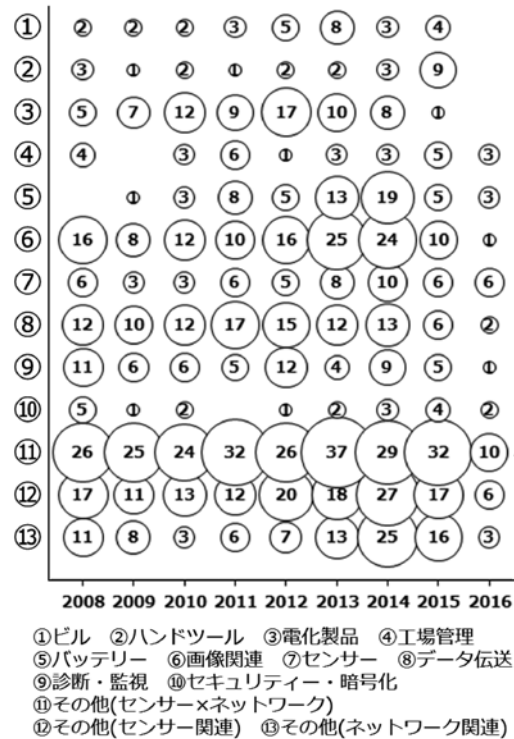 ① 2 2 2 3 5 8 3 4
② 3 1 2 1 2 2 3 9
③ 5 7 12 9 17 10 8 1
④ 4 3 6 1 3 3 5 3
⑤ 1 3 8 5 13 19 5 3
⑥ 16 8 12 10 16 25 24 10 1
⑦ 6 3 3 6 5 8 10 6 6
⑧ 12 10 12 17 15 12 13 6 2
⑨ 11 6 6 5 12 4 9 5 1
⑩ 5 1 2 1 2 3 4 2
⑪ 26 25 24 32 26 37 29 32 10
⑫ 17 11 13 12 20 18 27 17 6
⑬ 11 8 3 6 7 13 25 16 3
2008 2009 2010 2011 2012 2013 2014 2015 2016
①ビル ②ハンドツール ③電化製品 ④工場管理
⑤バッテリー ⑥画像関連 ⑦センサー ⑧データ伝送
⑨診断・監視 ⑩セキュリティー・暗号化
⑪その他(センサー×ネットワーク)
⑫その他(センサー関連) ⑬その他(ネットワーク関連)